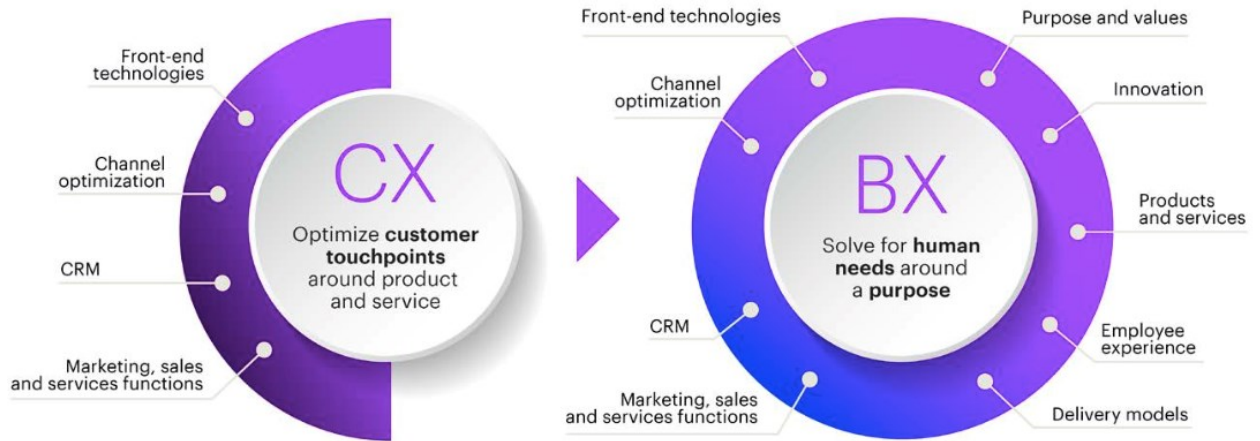 Front-end
technologies
Channel
optimization
CRM
Marketing, sales
and services functions
CX
Optimize customer
touchpoints
around product
and service
Front-end technologies
Channel
optimization
CRM
Marketing, sales
and services functions
BX
Solve for human
needs around
a purpose
Purpose and values
Innovation
Products
and services
Employee
experience
Delivery models